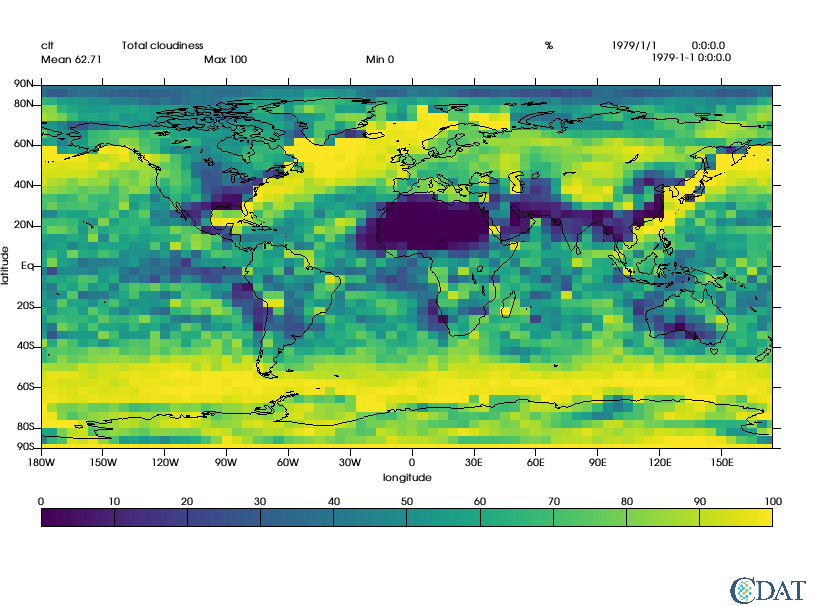 clt Total cloudiness % 1979/1/1 0:0:0.0
Mean 62.71 Max 100 Min 0 1979-1-1 0:0:0.0
90N
80N
60N
40N
20N
Eq
20S
40S
60S
80S
90S
latitude
180W 150W 120W 90W 60W 30W 0 30E 60E 90E 120E 150E
longitude
0 10 20 30 40 50 60 70 80 90 100
CDAT